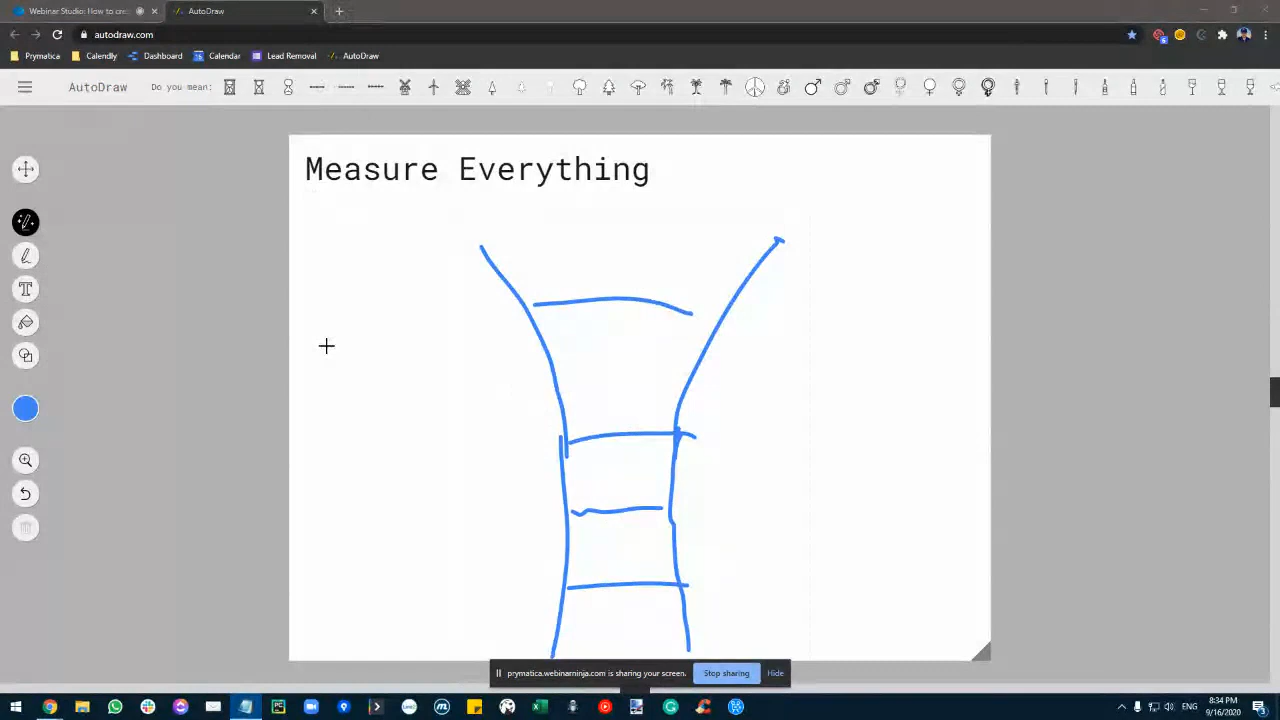 Webinar Studio: How to cre
AutoDraw
autodraw.com
Prymatica
Calendly
Dashboard
Calendar
Lead Removal
AutoDraw
AutoDraw
Do you mean:
Measure Everything
prymatica.webinarninja.com is sharing your screen.
Stop sharing
Hide
ENG
8:34 PM
9/16/2020